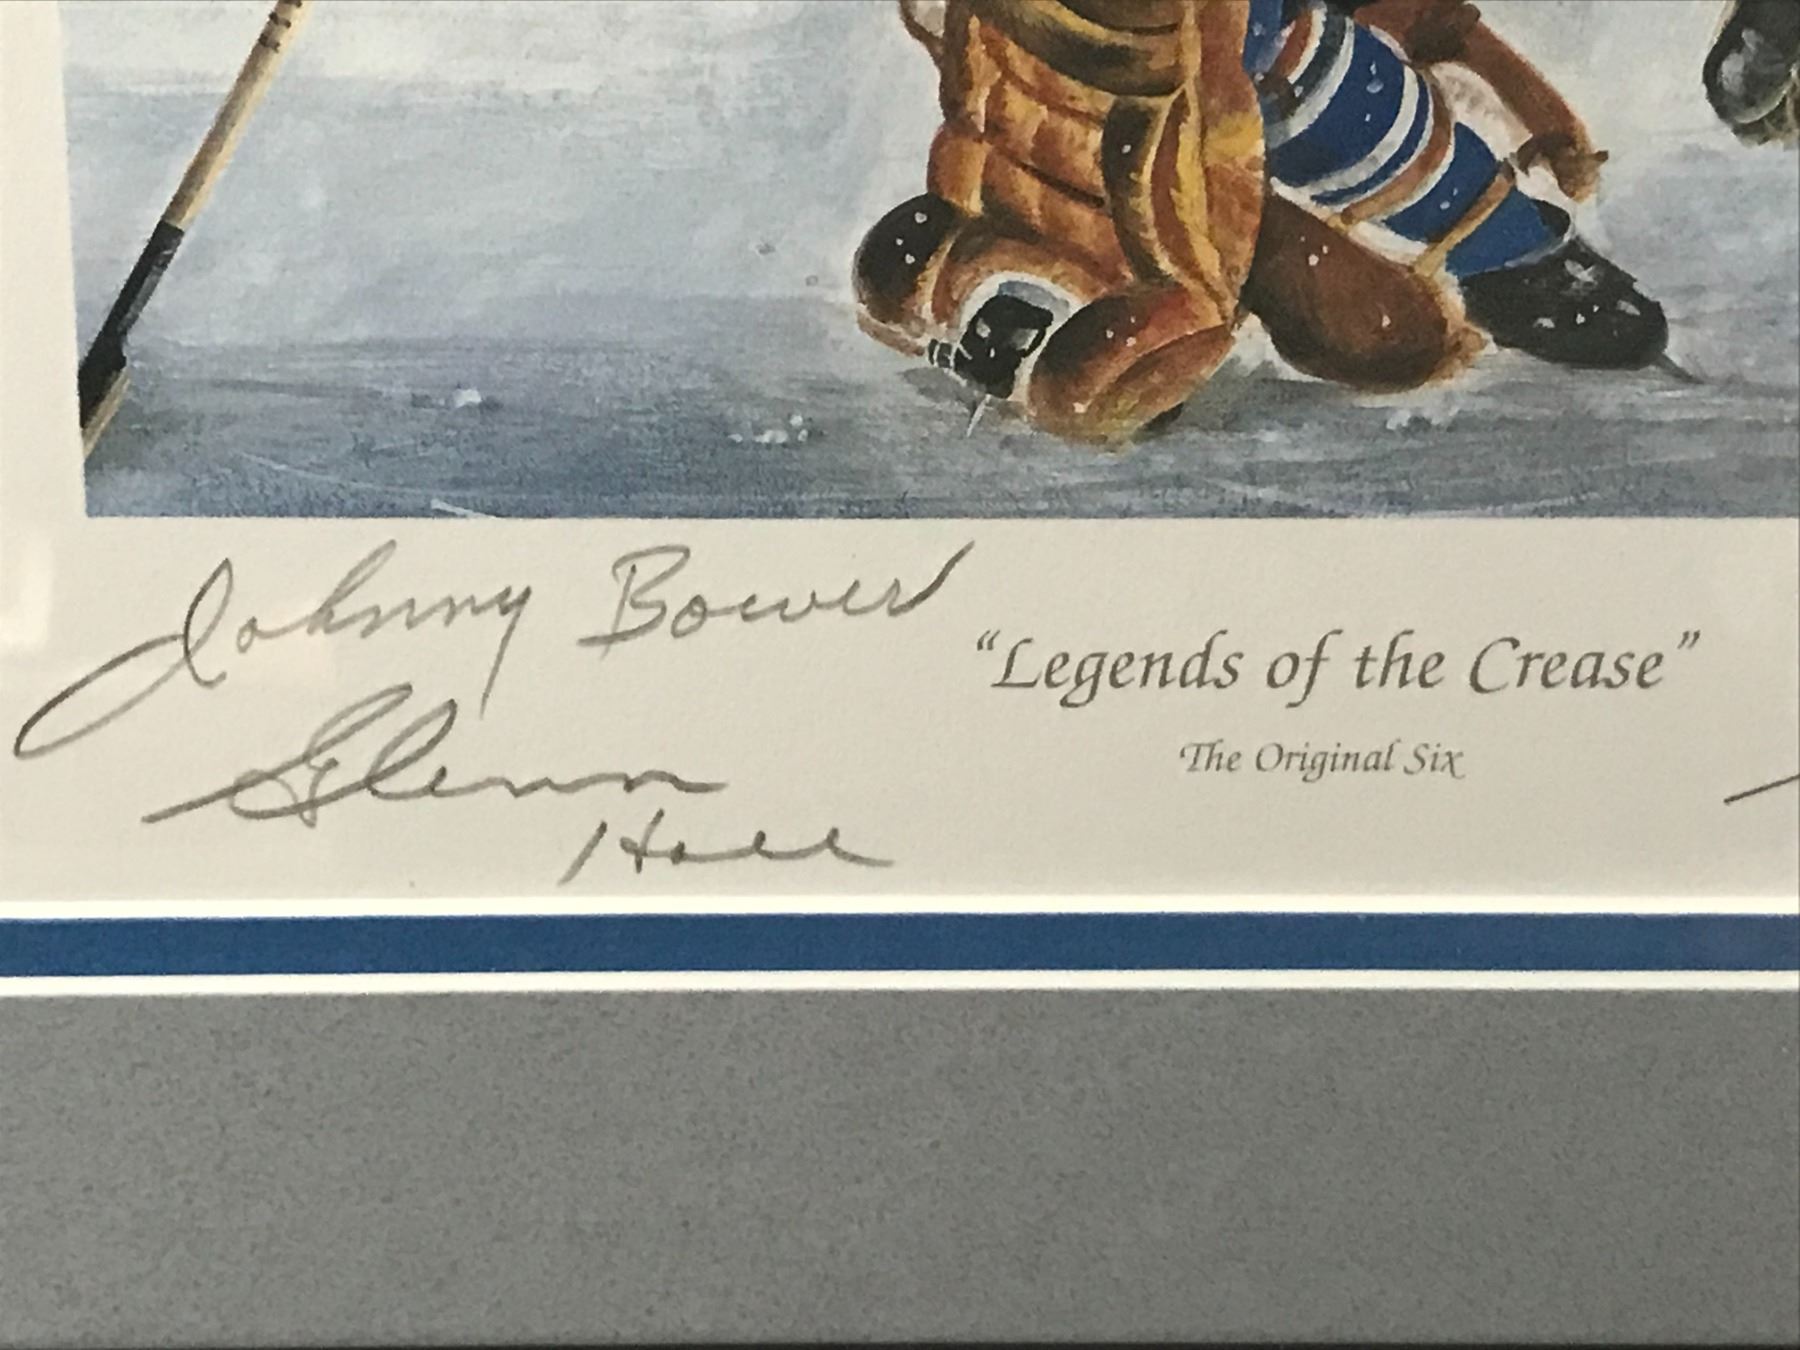 Johnny Bower
"Legends of the Crease"
Glenn
The Original Six
Hall